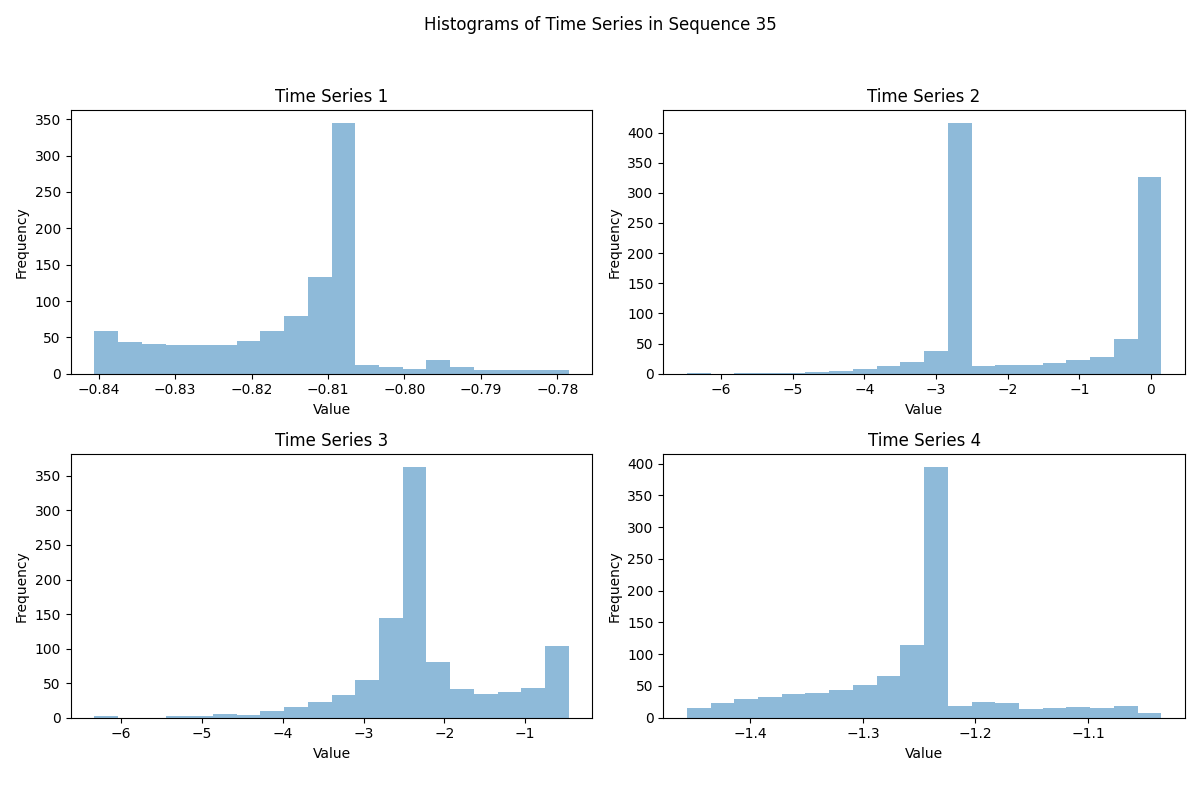 Histograms of Time Series in Sequence 35
Time Series 1
Frequency
350
300
250
200
150
100
50
0
−0.84 −0.83 −0.82 −0.81 −0.80 −0.79 −0.78
Value
Time Series 2
Frequency
400
350
300
250
200
150
100
50
0
−6 −5 −4 −3 −2 −1 0
Value
Time Series 3
Frequency
350
300
250
200
150
100
50
0
−6 −5 −4 −3 −2 −1
Value
Time Series 4
Frequency
400
350
300
250
200
150
100
50
0
−1.4 −1.3 −1.2 −1.1
Value